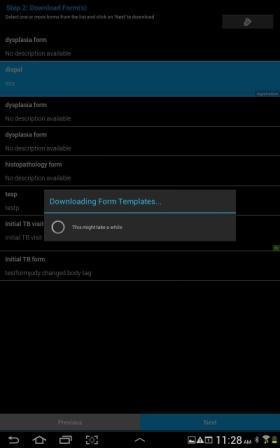 Step 2: Download Form(s)
Select one or more forms from the list and click on 'Next' to download
dysplasia form
No description available
dispal
registration
dysplasia form
No description available
dysplasia form
No description available
histopathology form
No description available
tesp
testp
Downloading Form Templates...
This might take a while
Initial TB visit
Initial TB visit
Initial TB form
testformjudy changed body tag
Previous
Next
11:28 AM